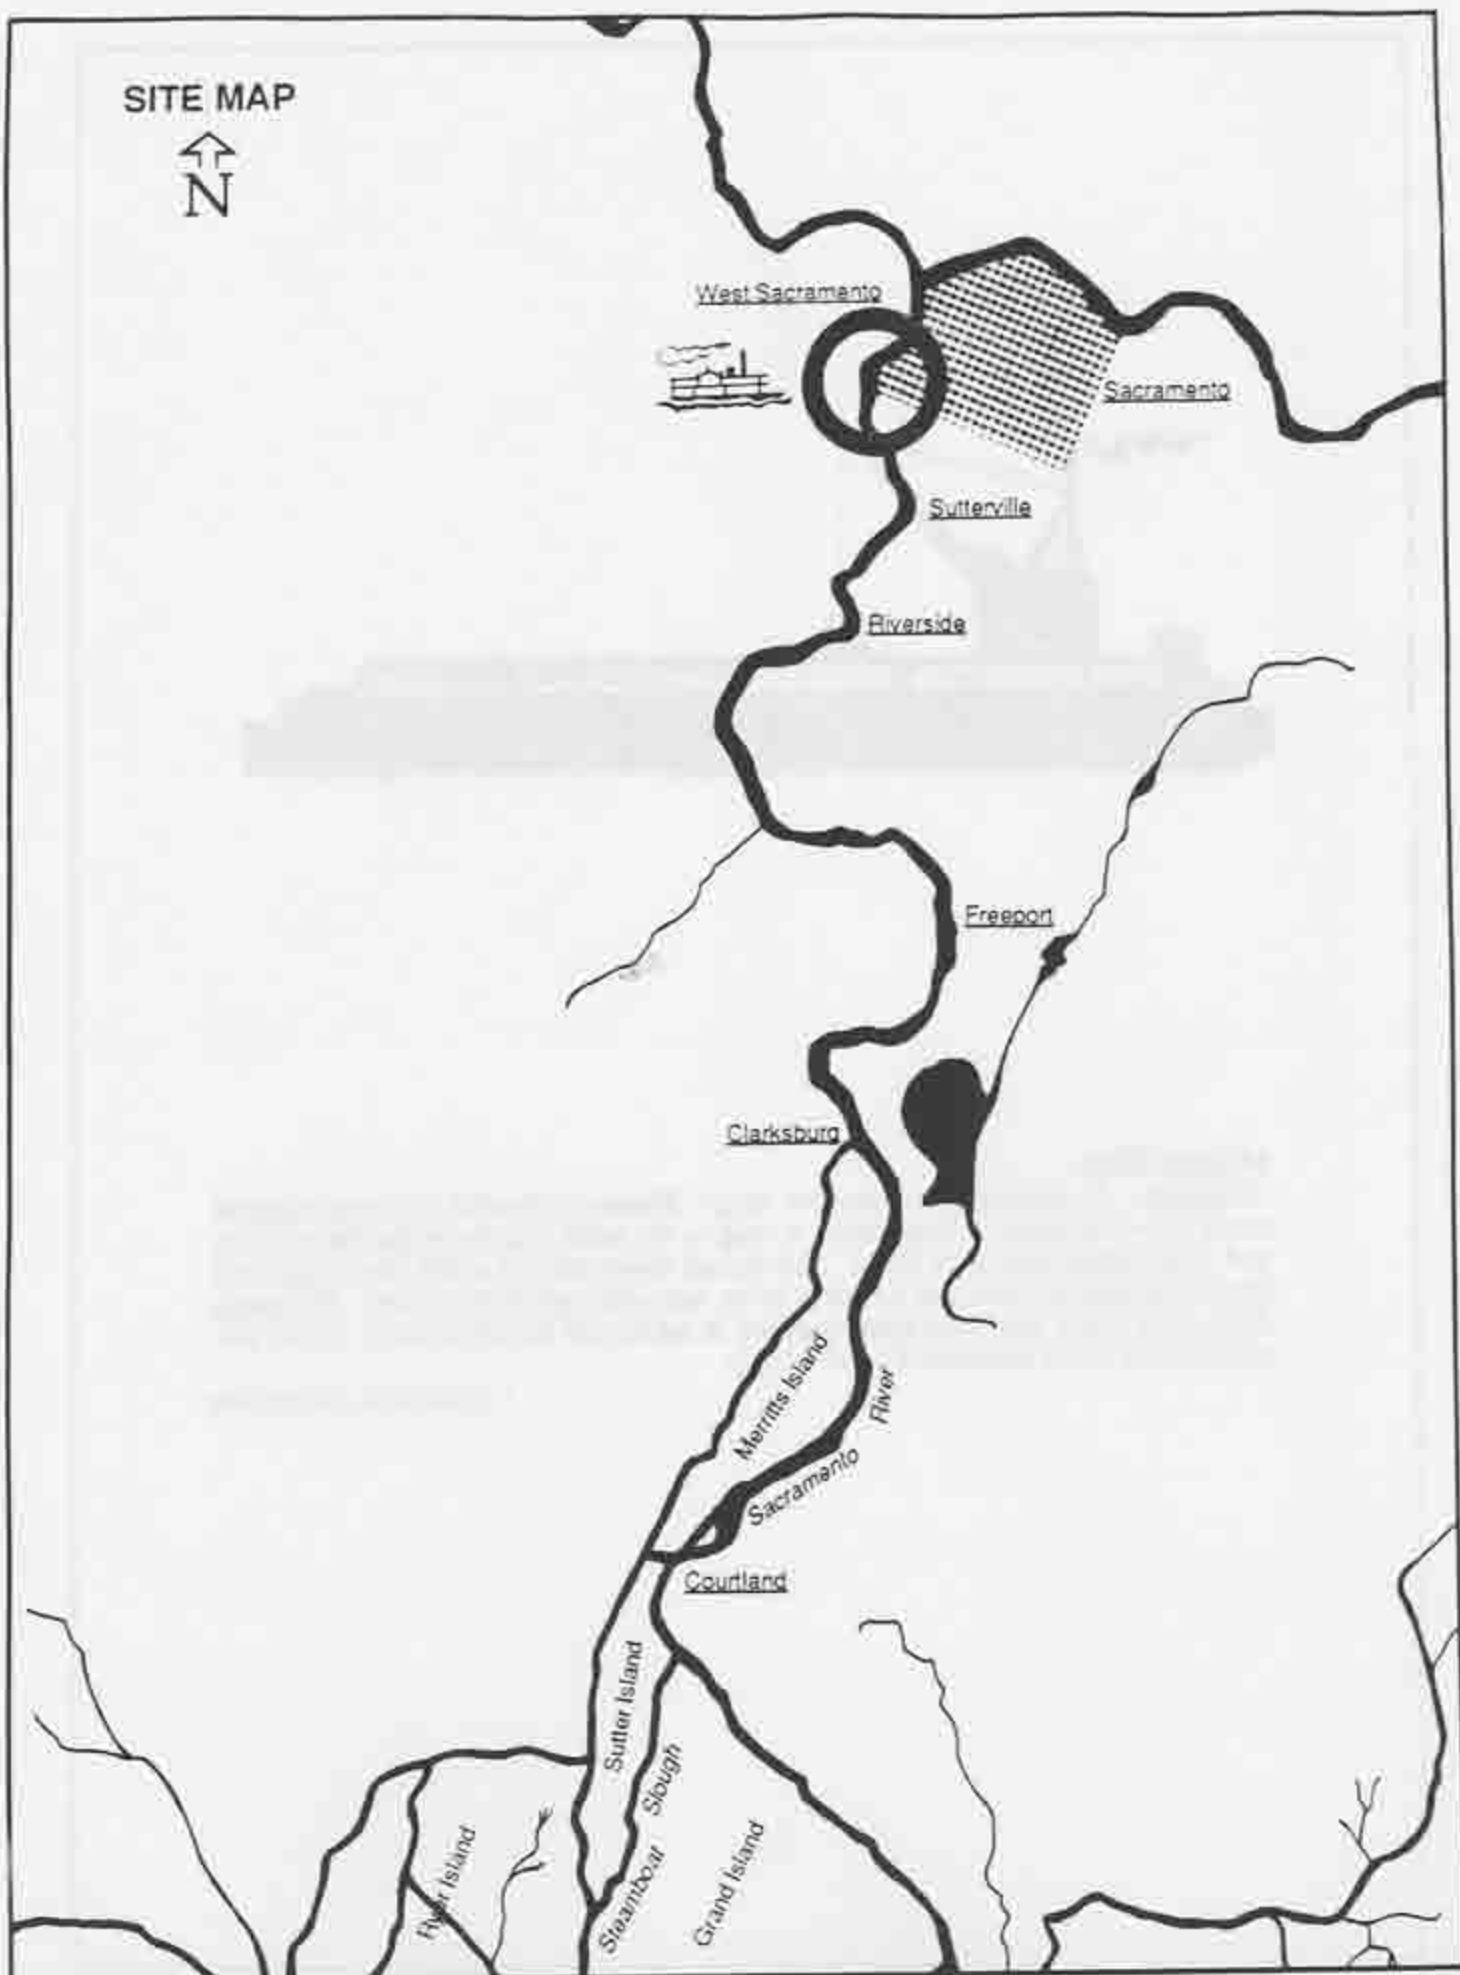 SITE MAP
N
West Sacramento
Sacramento
Sutterville
Riverside
Freeport
Clarksburg
Merritts Island
River
Sacramento
Courtland
Sutter Island
Slough
Steamboat
Grand Island
Island